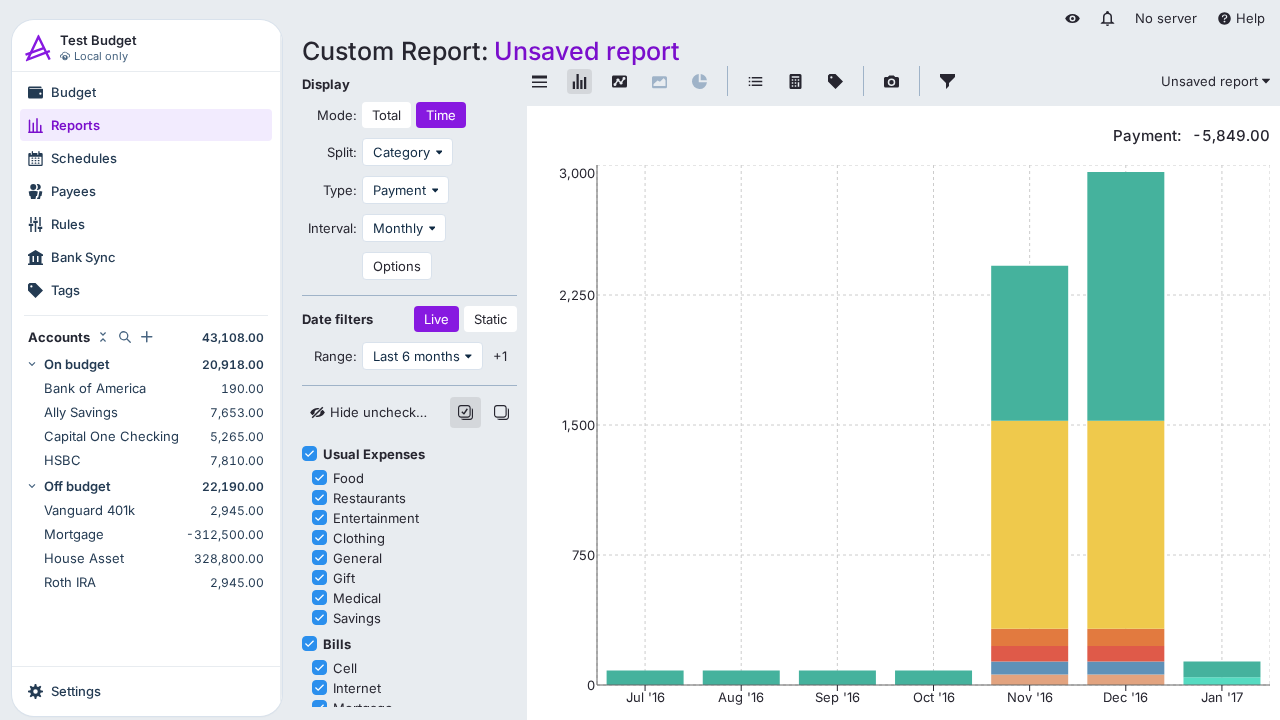 No server
Help
Test Budget
Local only
Budget
Reports
Schedules
Payees
Rules
Bank Sync
Tags
Accounts 43,108.00
On budget 20,918.00
Bank of America 190.00
Ally Savings 7,653.00
Capital One Checking 5,265.00
HSBC 7,810.00
Off budget 22,190.00
Vanguard 401k 2,945.00
Mortgage -312,500.00
House Asset 328,800.00
Roth IRA 2,945.00
Settings
Custom Report: Unsaved report
Display
Mode: Total Time
Split: Category
Type: Payment
Interval: Monthly
Options
Date filters Live Static
Range: Last 6 months +1
Hide uncheck...
Usual Expenses
Food
Restaurants
Entertainment
Clothing
General
Gift
Medical
Savings
Bills
Cell
Internet
Mortgage
Unsaved report
Payment: -5,849.00
3,000
2,250
1,500
750
0
Jul '16 Aug '16 Sep '16 Oct '16 Nov '16 Dec '16 Jan '17